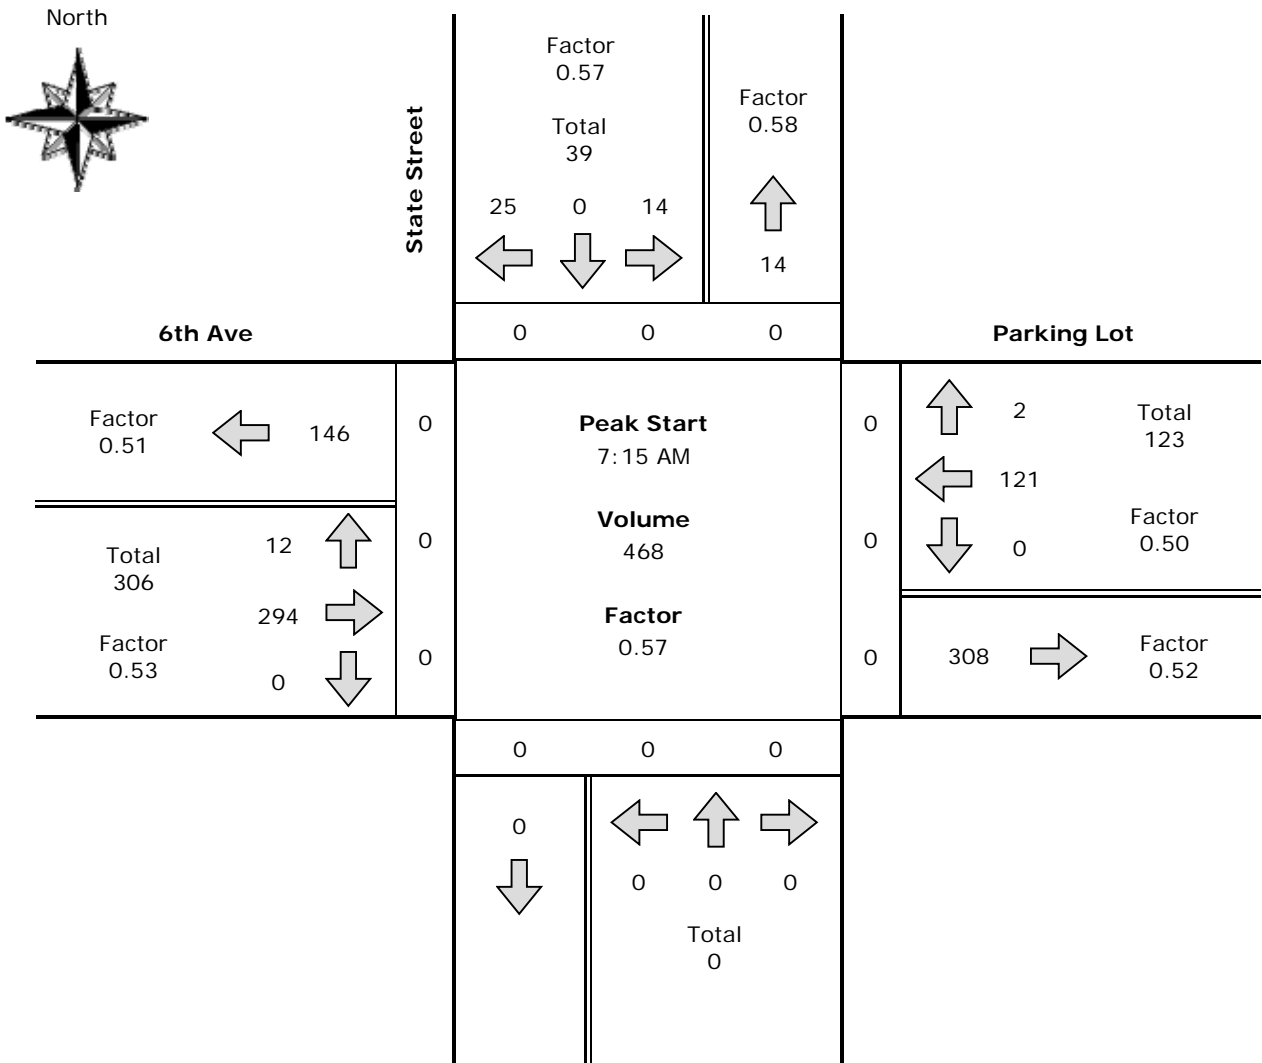 North
State Street
Factor
0.57
Total
39
25 0 14
Factor
0.58
14
0 0 0
6th Ave
Parking Lot
Factor
0.51
146
Total
306
Factor
0.53
12
294
0
0
0
0
Peak Start
7:15 AM
Volume
468
Factor
0.57
0
0
0
2
121
0
Total
123
Factor
0.50
308
Factor
0.52
0 0 0
0
0 0 0
Total
0